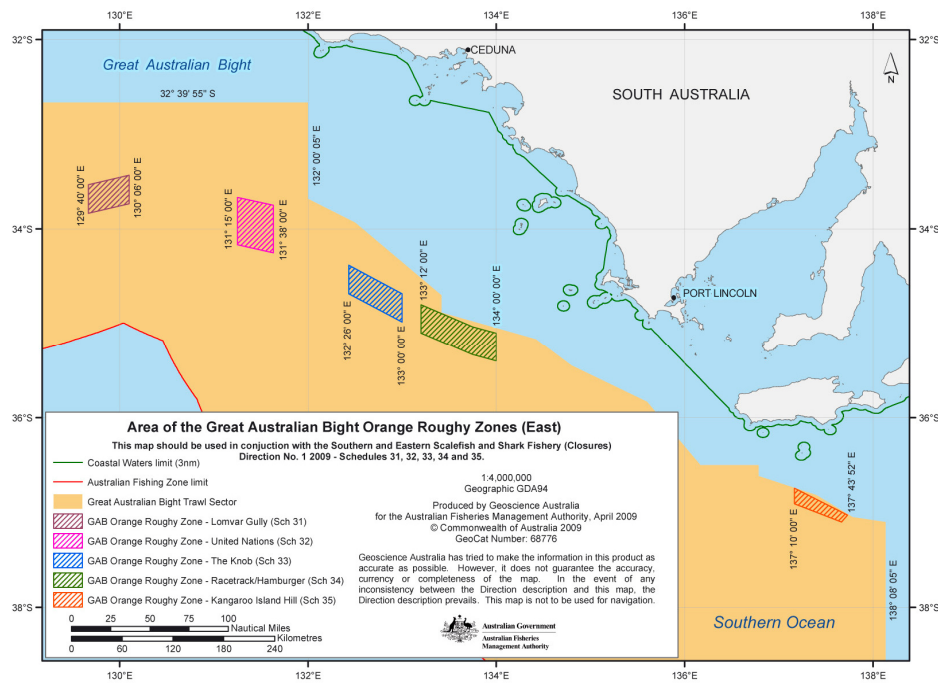 130°E
132°E
134°E
136°E
138°E
32°S
32°S
CEDUNA
Great Australian Bight
N
SOUTH AUSTRALIA
32° 39' 55" S
132° 00' 05" E
129° 40' 00" E
130° 06' 00" E
131° 15' 00" E
131° 38' 00" E
34°S
34°S
133° 12' 00" E
134° 00' 00" E
PORT LINCOLN
132° 26' 00" E
133° 00' 00" E
36°S
36°S
Area of the Great Australian Bight Orange Roughy Zones (East)
This map should be used in conjuction with the Southern and Eastern Scalefish and Shark Fishery (Closures)
Direction No. 1 2009 - Schedules 31, 32, 33, 34 and 35.
Coastal Waters limit (3nm)
Australian Fishing Zone limit
Great Australian Bight Trawl Sector
GAB Orange Roughy Zone - Lomvar Gully (Sch 31)
GAB Orange Roughy Zone - United Nations (Sch 32)
GAB Orange Roughy Zone - The Knob (Sch 33)
GAB Orange Roughy Zone - Racetrack/Hamburger (Sch 34)
GAB Orange Roughy Zone - Kangaroo Island Hill (Sch 35)
0 25 50 75 100
Nautical Miles
Kilometres
0 60 120 180 240
1:4,000,000
Geographic GDA94
Produced by Geoscience Australia
for the Australian Fisheries Management Authority, April 2009
© Commonwealth of Australia 2009
GeoCat Number: 68776
Geoscience Australia has tried to make the information in this product as
accurate as possible. However, it does not guarantee the accuracy,
currency or completeness of the map. In the event of any
inconsistency between the Direction description and this map, the
Direction description prevails. This map is not to be used for navigation.
Australian Government
Australian Fisheries
Management Authority
137° 10' 00" E
137° 43' 52" E
138° 08' 05" E
38°S
38°S
Southern Ocean
130°E
132°E
134°E
136°E
138°E